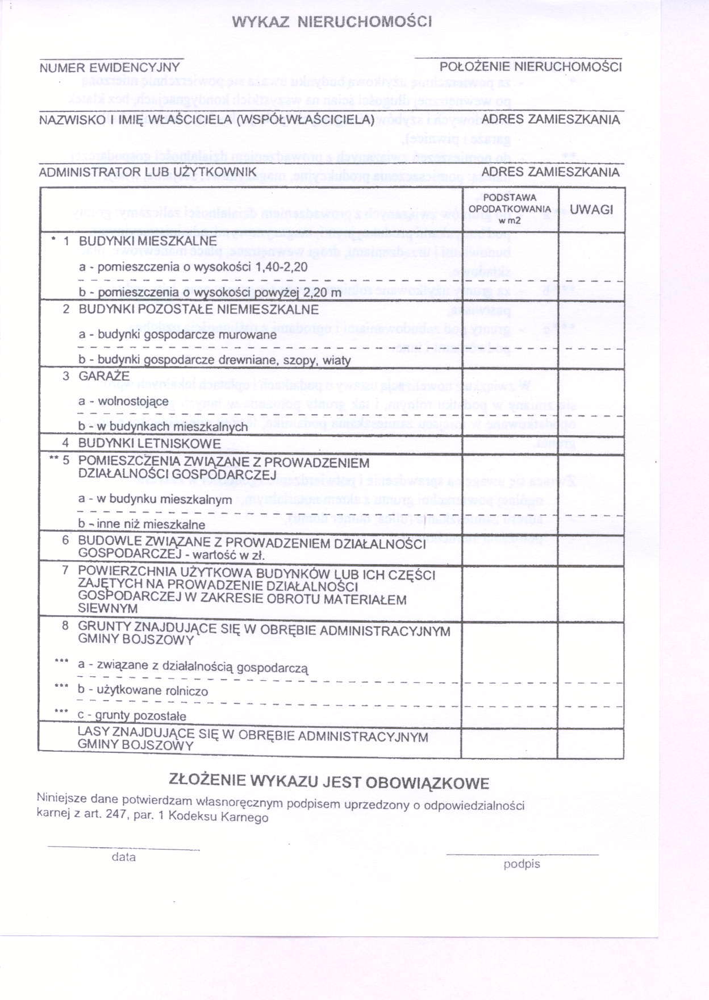 WYKAZ NIERUCHOMOŚCI
NUMER EWIDENCYJNY
POŁOŻENIE NIERUCHOMOŚCI
NAZWISKO I IMIĘ WŁAŚCICIELA (WSPÓŁWŁAŚCICIELA)
ADRES ZAMIESZKANIA
ADMINISTRATOR LUB UŻYTKOWNIK
ADRES ZAMIESZKANIA
PODSTAWA
OPODATKOWANIA
w m2
UWAGI
* 1 BUDYNKI MIESZKALNE
a - pomieszczenia o wysokości 1,40-2,20
b - pomieszczenia o wysokości powyżej 2,20 m
2 BUDYNKI POZOSTAŁE NIEMIESZKALNE
a - budynki gospodarcze murowane
b - budynki gospodarcze drewniane, szopy, wiaty
3 GARAŻE
a - wolnostojące
b - w budynkach mieszkalnych
4 BUDYNKI LETNISKOWE
** 5 POMIESZCZENIA ZWIĄZANE Z PROWADZENIEM
DZIAŁALNOŚCI GOSPODARCZEJ
a - w budynku mieszkalnym
b - inne niż mieszkalne
6 BUDOWLE ZWIĄZANE Z PROWADZENIEM DZIAŁALNOŚCI
GOSPODARCZEJ - wartość w zł.
7 POWIERZCHNIA UŻYTKOWA BUDYNKÓW LUB ICH CZĘŚCI
ZAJĘTYCH NA PROWADZENIE DZIAŁALNOŚCI
GOSPODARCZEJ W ZAKRESIE OBROTU MATERIAŁEM
SIEWNYM
8 GRUNTY ZNAJDUJĄCE SIĘ W OBRĘBIE ADMINISTRACYJNYM
GMINY BOJSZOWY
*** a - związane z działalnością gospodarczą
*** b - użytkowane rolniczo
*** c - grunty pozostałe
LASY ZNAJDUJĄCE SIĘ W OBRĘBIE ADMINISTRACYJNYM
GMINY BOJSZOWY
ZŁOŻENIE WYKAZU JEST OBOWIĄZKOWE
Niniejsze dane potwierdzam własnoręcznym podpisem uprzedzony o odpowiedzialności
karnej z art. 247, par. 1 Kodeksu Karnego
data
podpis